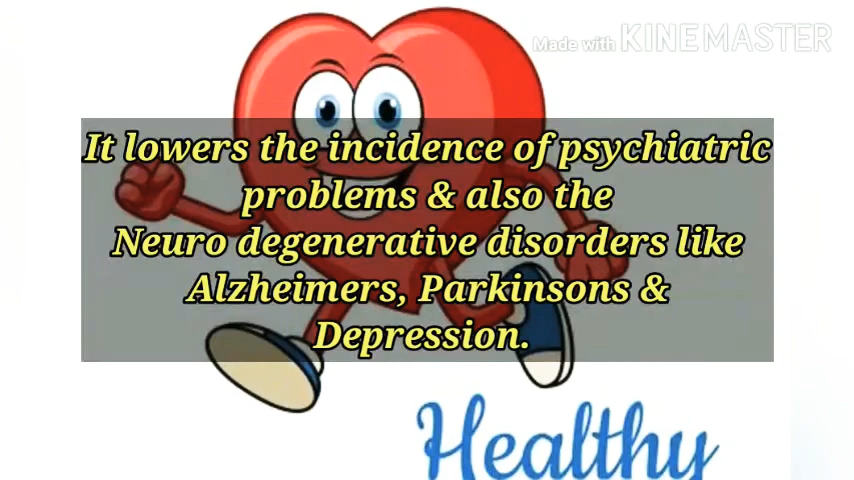 Made with KINEMASTER
It lowers the incidence of psychiatric
problems & also the
Neuro degenerative disorders like
Alzheimers, Parkinsons &
Depression.
Healthy